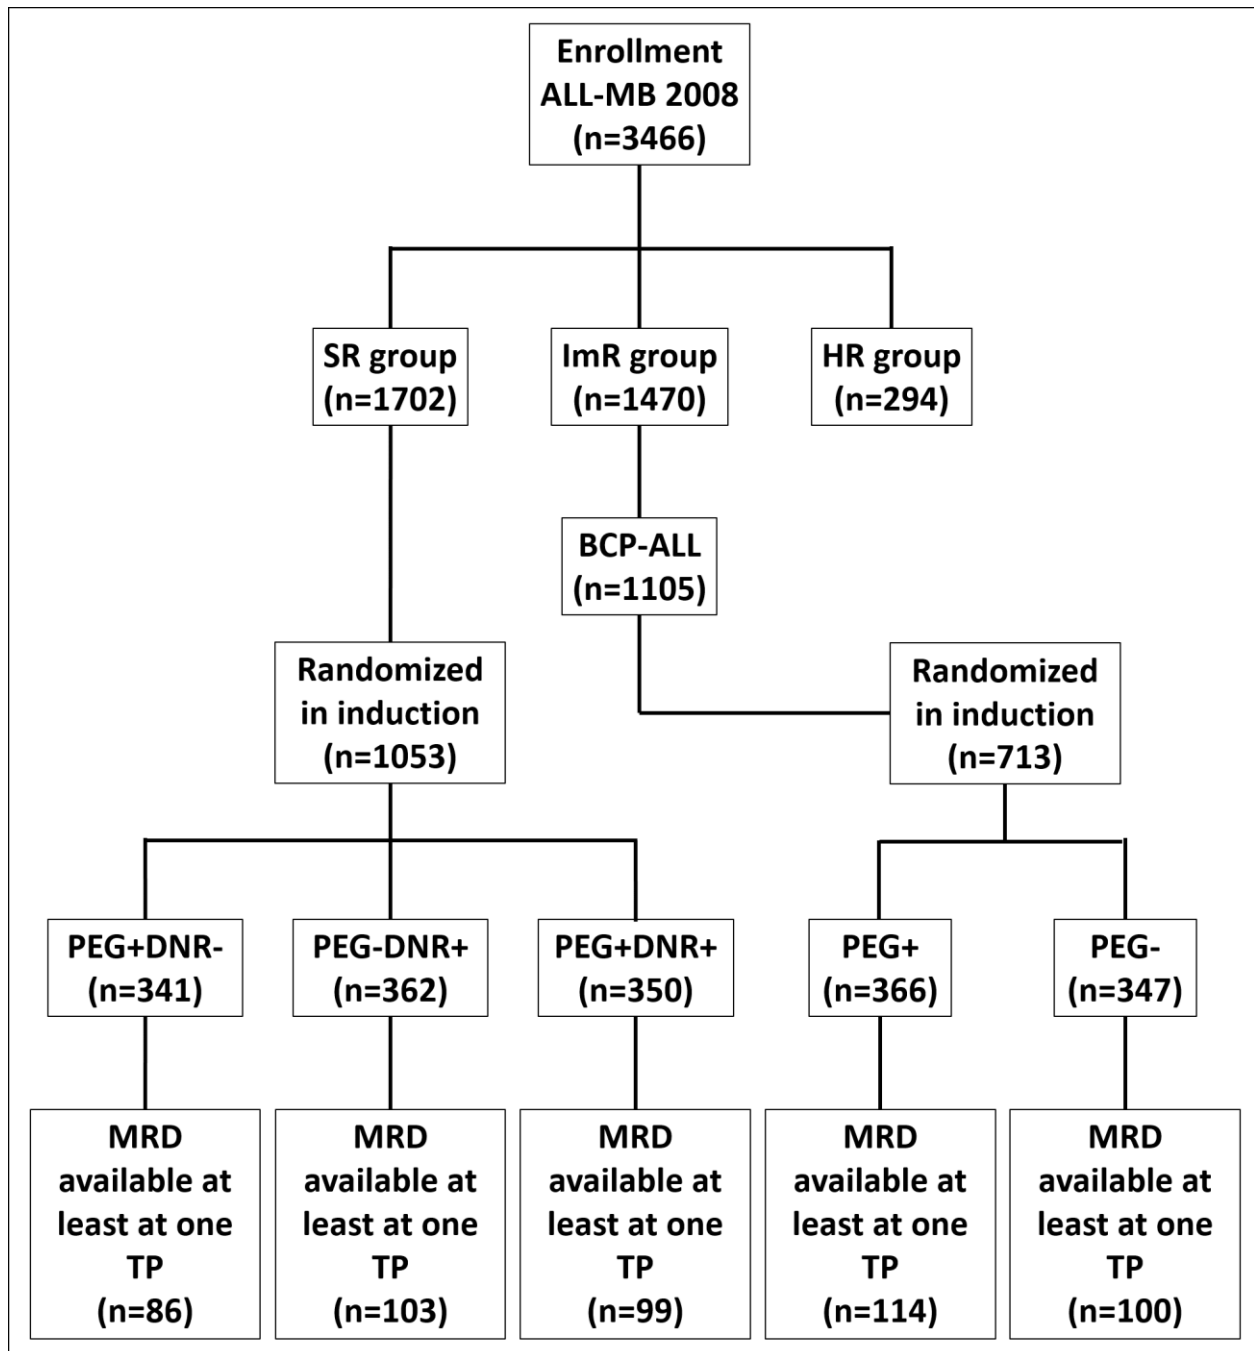 Enrollment
ALL-MB 2008
(n=3466)
SR group
(n=1702)
ImR group
(n=1470)
HR group
(n=294)
BCP-ALL
(n=1105)
Randomized
in induction
(n=1053)
Randomized
in induction
(n=713)
PEG+DNR-
(n=341)
PEG-DNR+
(n=362)
PEG+DNR+
(n=350)
PEG+
(n=366)
PEG-
(n=347)
MRD
available at
least at one
TP
(n=86)
MRD
available at
least at one
TP
(n=103)
MRD
available at
least at one
TP
(n=99)
MRD
available at
least at one
TP
(n=114)
MRD
available at
least at one
TP
(n=100)